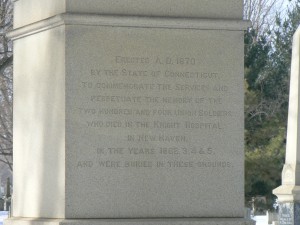 ERECTED A.D. 1870
BY THE STATE OF CONNECTICUT
TO COMMEMORATE THE SERVICES AND
PERPETUATE THE MEMORY OF THE
TWO HUNDRED AND FOUR UNION SOLDIERS
WHO DIED IN THE KNIGHT HOSPITAL
IN NEW HAVEN
IN THE YEARS 1862, 3, 4 & 5,
AND WERE BURIED IN THESE GROUNDS.